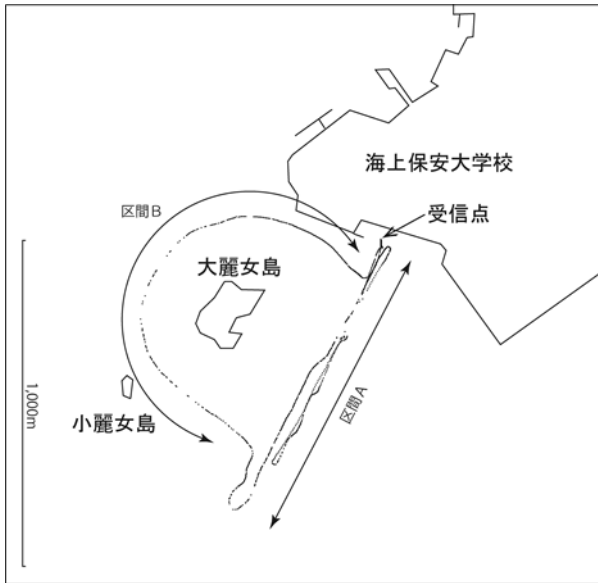 海上保安大学校
区間B
受信点
大麗女島
1,000m
区間A
小麗女島